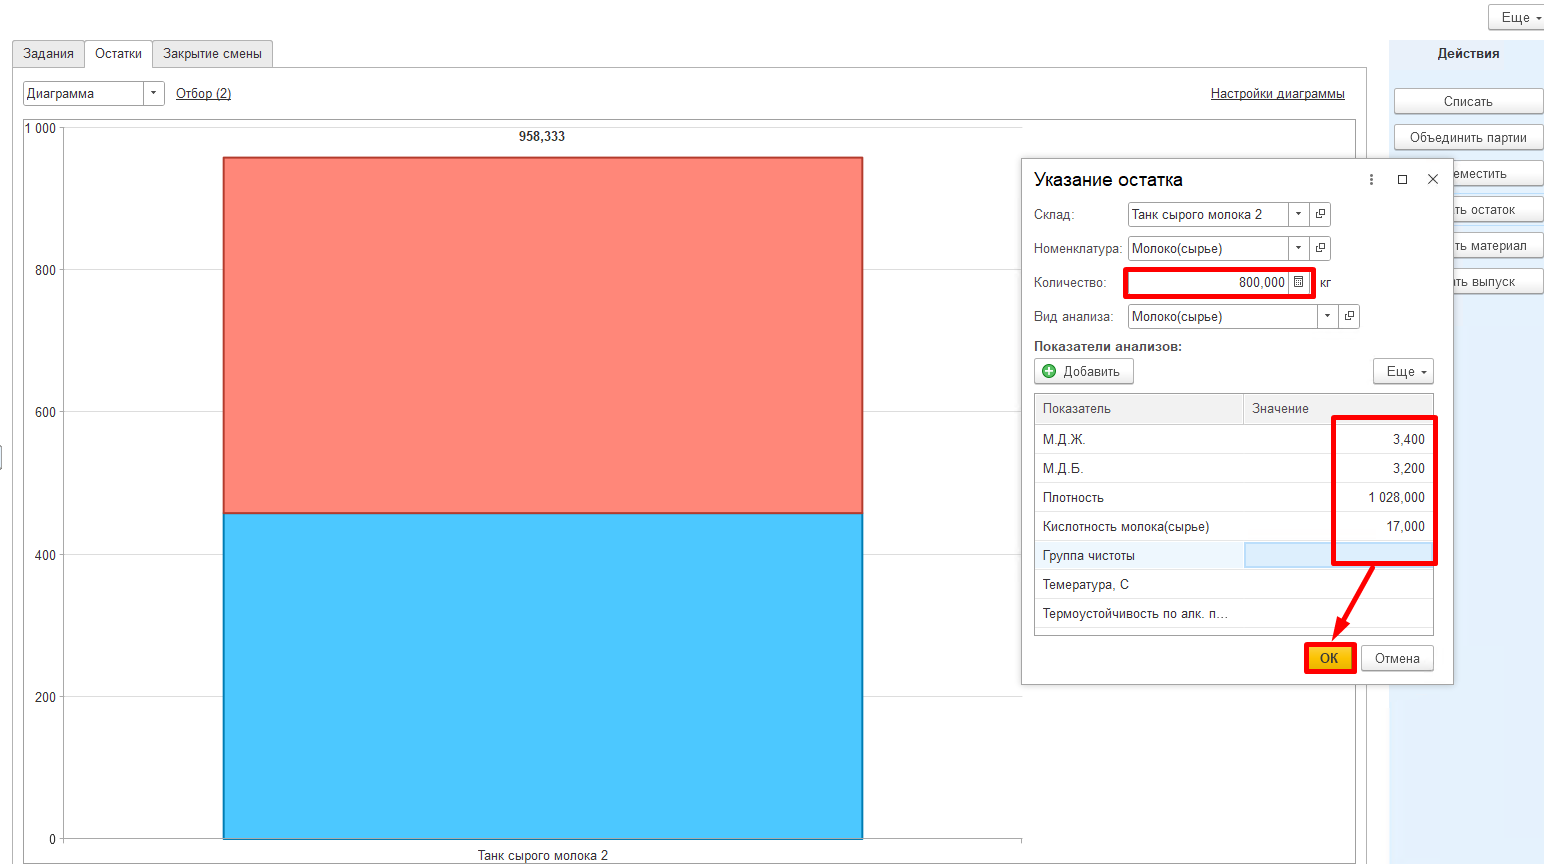 Еще
Задания Остатки Закрытие смены
Действия
Диаграмма Отбор (2) Настройки диаграммы
Списать
Объединить партии
еместить
ть остаток
ть материал
ть выпуск
1 000
958,333
800
600
400
200
0
Танк сырого молока 2
Указание остатка
Склад: Танк сырого молока 2
Номенклатура: Молоко(сырье)
Количество: 800,000 кг
Вид анализа: Молоко(сырье)
Показатели анализов:
Добавить Еще
Показатель Значение
М.Д.Ж. 3,400
М.Д.Б. 3,200
Плотность 1 028,000
Кислотность молока(сырье) 17,000
Группа чистоты
Темература, С
Термоустойчивость по алк. п...
ОК Отмена